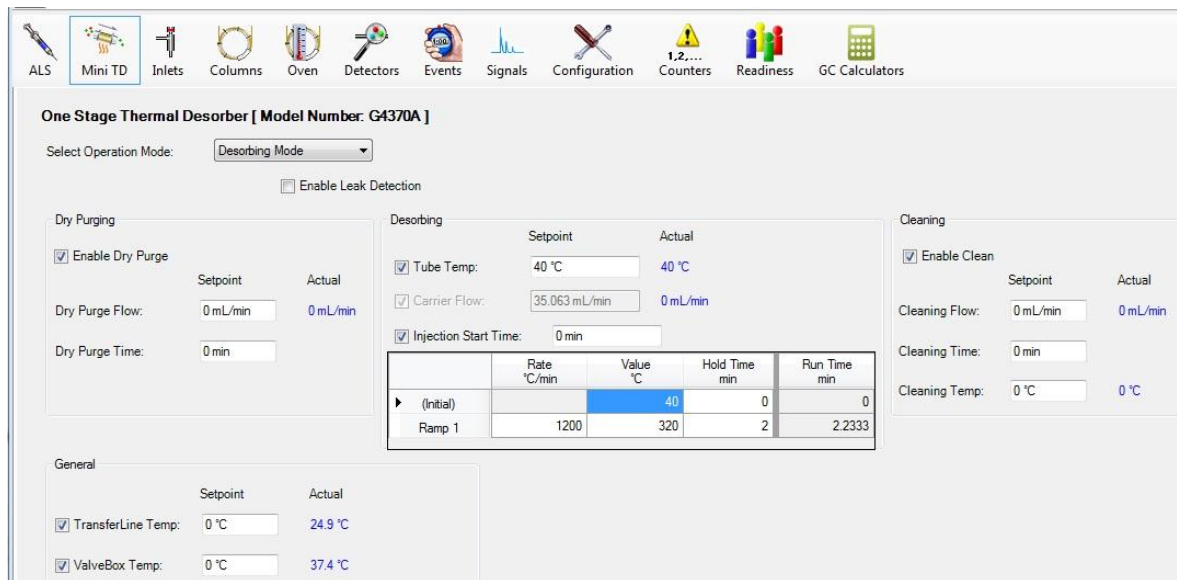 ALS Mini TD Inlets Columns Oven Detectors Events Signals Configuration 1,2,... Counters Readiness GC Calculators
One Stage Thermal Desorber [ Model Number: G4370A ]
Select Operation Mode: Desorbing Mode
Enable Leak Detection
Dry Purging
Enable Dry Purge
Setpoint Actual
Dry Purge Flow: 0 mL/min 0 mL/min
Dry Purge Time: 0 min
Desorbing
Setpoint Actual
Tube Temp: 40 °C 40 °C
Carrier Flow: 35.063 mL/min 0 mL/min
Injection Start Time: 0 min
Rate °C/min Value °C Hold Time min Run Time min
(Initial) 40 0 0
Ramp 1 1200 320 2 2.2333
Cleaning
Enable Clean
Setpoint Actual
Cleaning Flow: 0 mL/min 0 mL/min
Cleaning Time: 0 min
Cleaning Temp: 0 °C 0 °C
General
Setpoint Actual
TransferLine Temp: 0 °C 24.9 °C
ValveBox Temp: 0 °C 37.4 °C